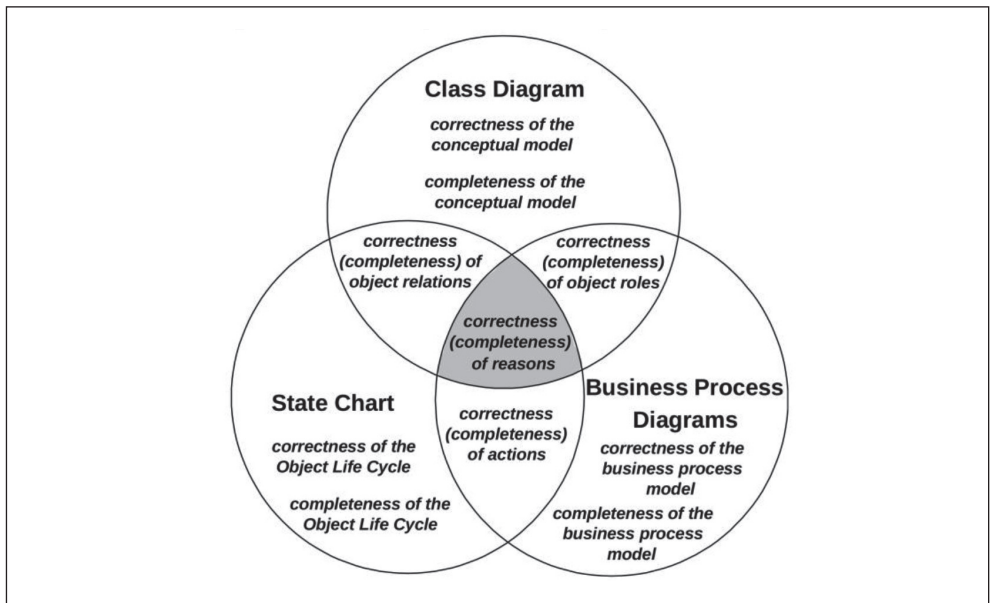 Class Diagram
correctness of the
conceptual model
completeness of the
conceptual model
correctness
(completeness) of
object relations
correctness
(completeness)
of object roles
correctness
(completeness)
of reasons
State Chart
correctness of the
Object Life Cycle
completeness of the
Object Life Cycle
correctness
(completeness)
of actions
Business Process
Diagrams
correctness of the
business process
model
completeness of the
business process
model